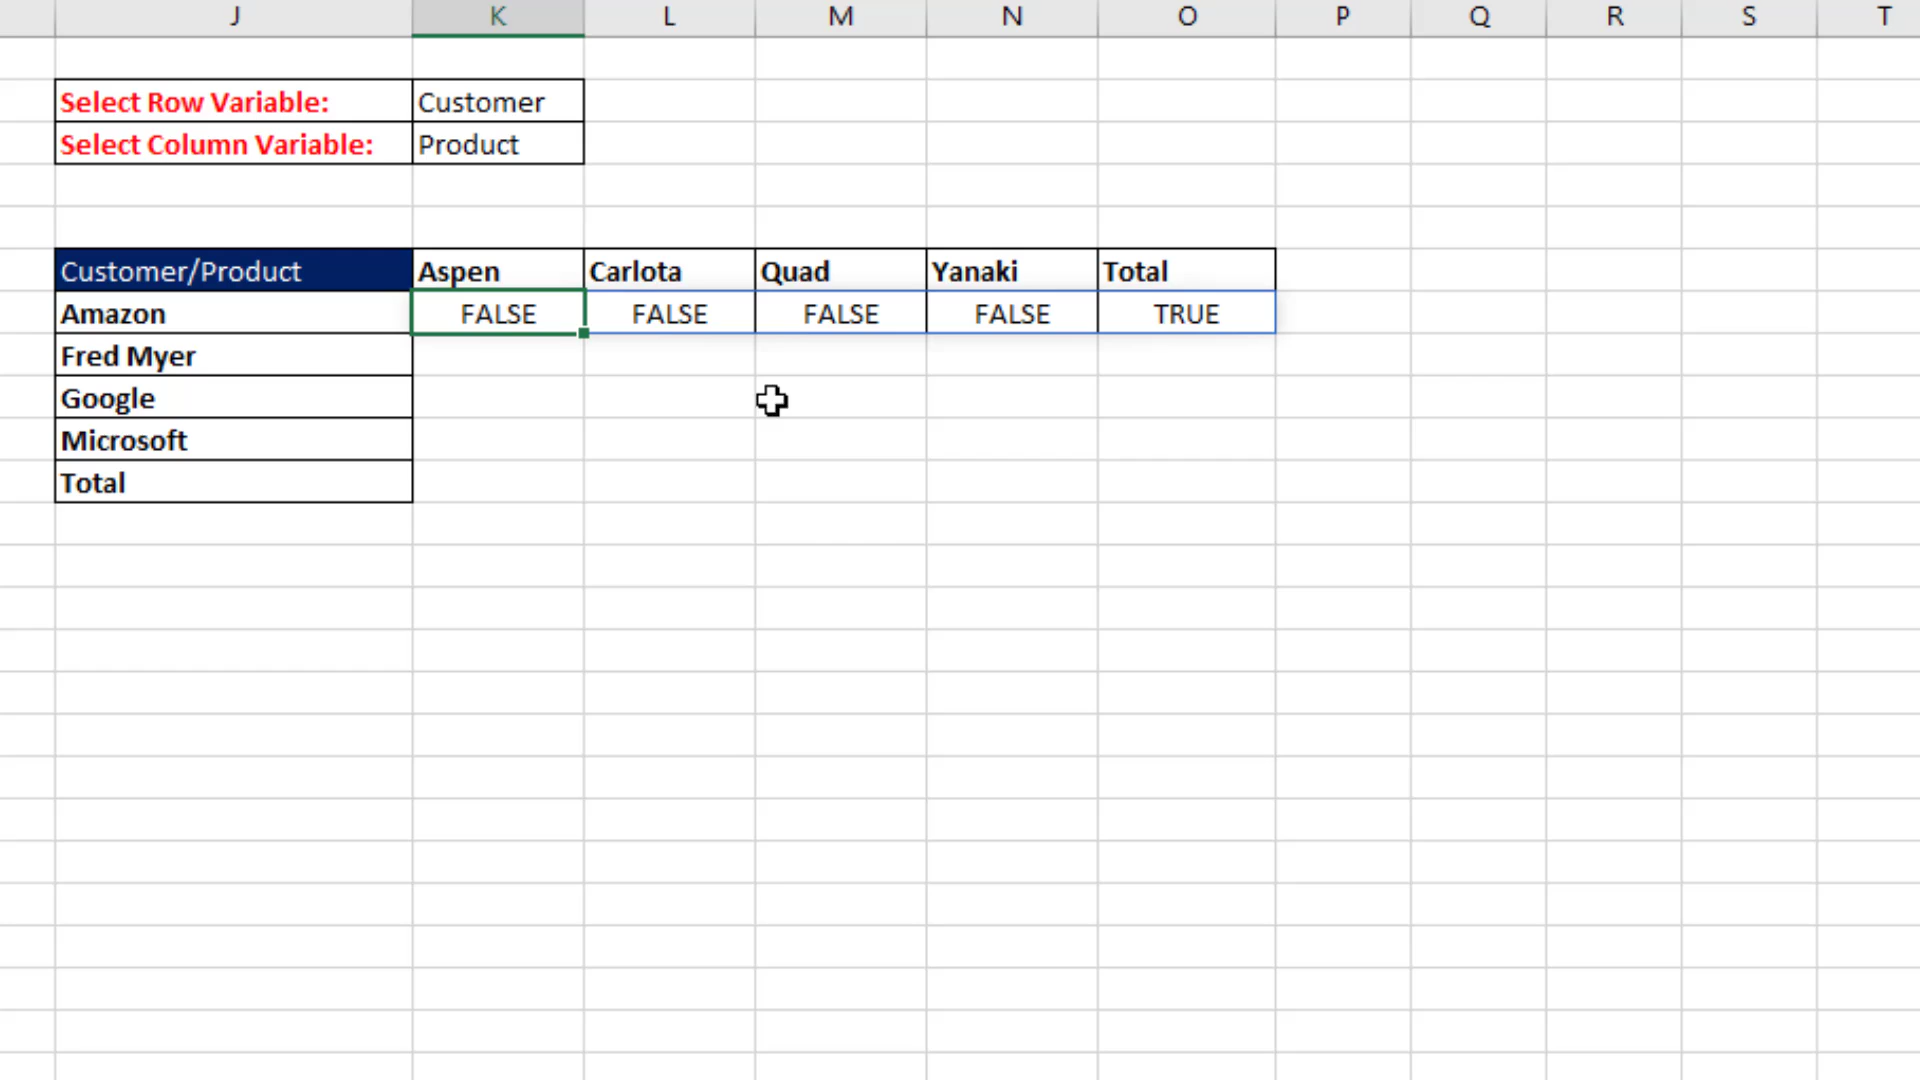 J K L M N O P Q R S T
Select Row Variable: Customer
Select Column Variable: Product
Customer/Product Aspen Carlota Quad Yanaki Total
Amazon FALSE FALSE FALSE FALSE TRUE
Fred Myer
Google
Microsoft
Total